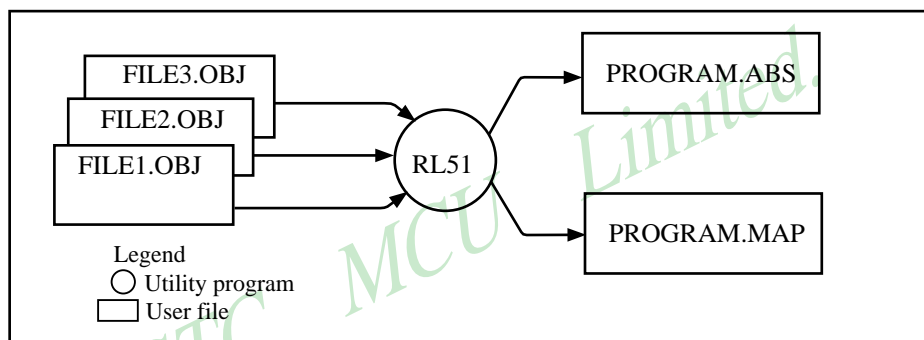 FILE3.OBJ
FILE2.OBJ
FILE1.OBJ
RL51
PROGRAM.ABS
PROGRAM.MAP
Legend
Utility program
User file
STC MCU Limited.